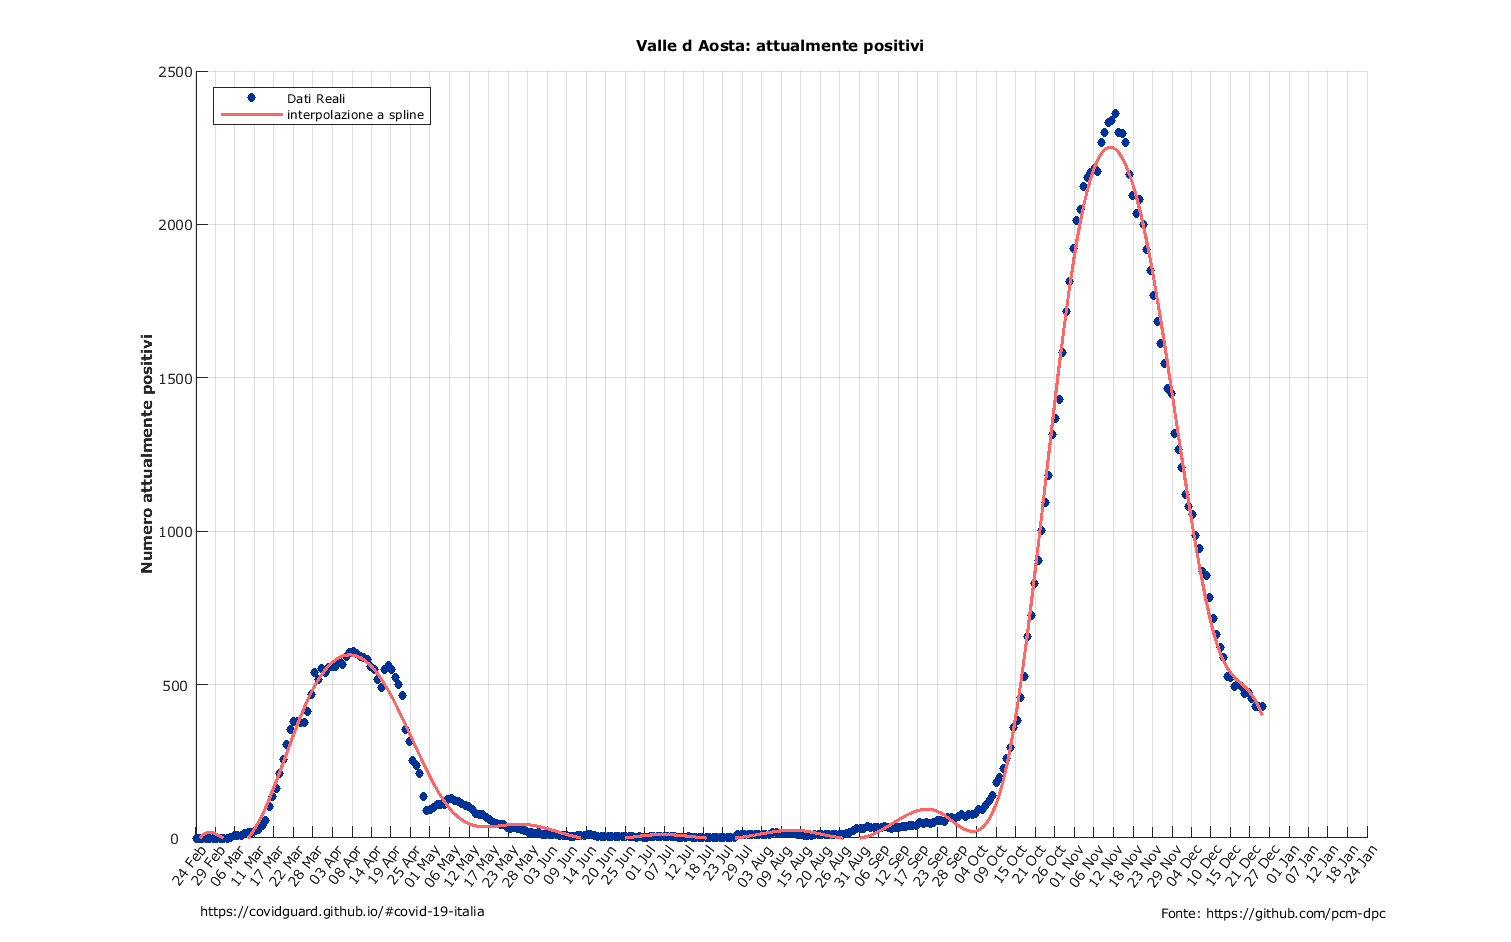 Valle d Aosta: attualmente positivi
Dati Reali
interpolazione a spline
Numero attualmente positivi
2500
2000
1500
1000
500
0
24 Feb
29 Feb
06 Mar
11 Mar
17 Mar
22 Mar
28 Mar
03 Apr
08 Apr
14 Apr
19 Apr
25 Apr
01 May
06 May
12 May
17 May
23 May
28 May
03 Jun
09 Jun
14 Jun
20 Jun
25 Jun
01 Jul
07 Jul
12 Jul
18 Jul
23 Jul
29 Jul
03 Aug
09 Aug
15 Aug
20 Aug
26 Aug
31 Aug
06 Sep
12 Sep
17 Sep
23 Sep
28 Sep
04 Oct
09 Oct
15 Oct
21 Oct
26 Oct
01 Nov
06 Nov
12 Nov
18 Nov
23 Nov
29 Nov
04 Dec
10 Dec
15 Dec
21 Dec
27 Dec
01 Jan
07 Jan
12 Jan
18 Jan
24 Jan
https://covidguard.github.io/#covid-19-italia
Fonte: https://github.com/pcm-dpc